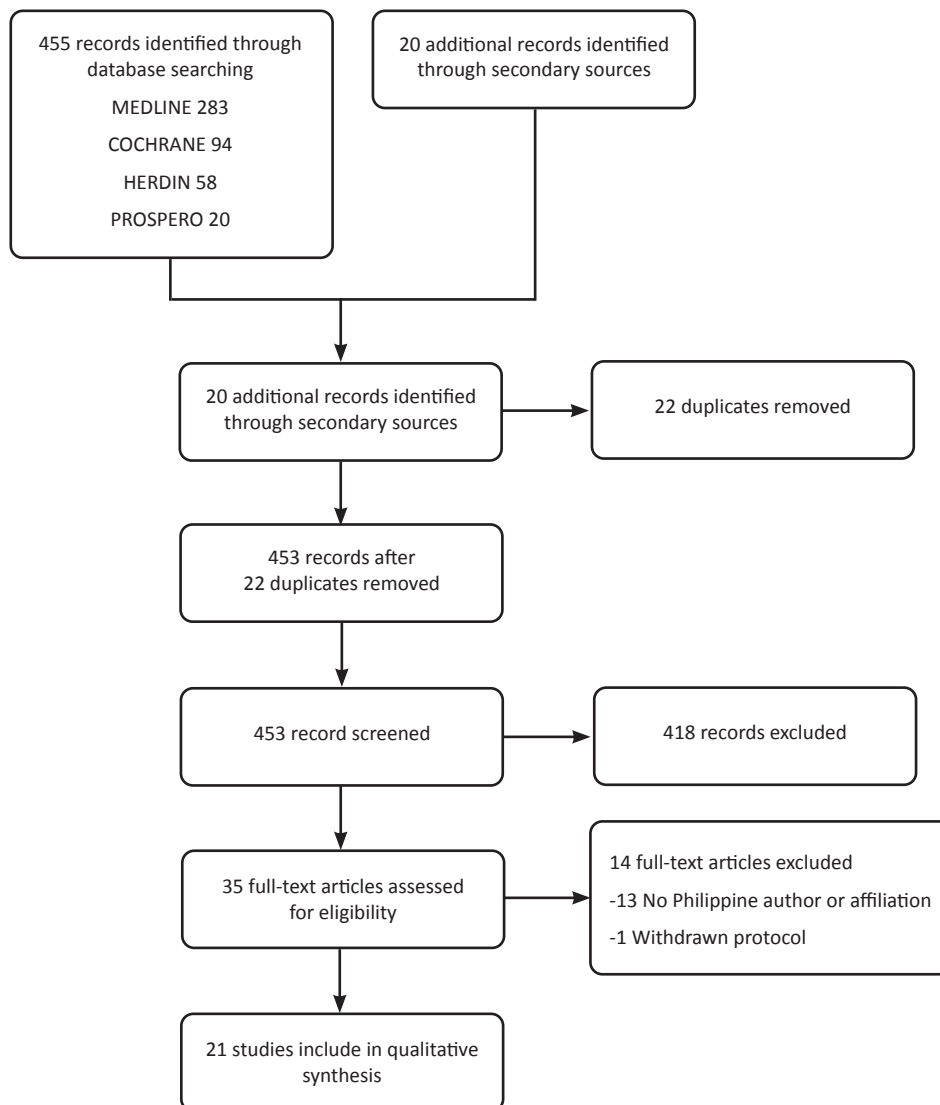 455 records identified through
database searching
MEDLINE 283
COCHRANE 94
HERDIN 58
PROSPERO 20
20 additional records identified
through secondary sources
20 additional records identified
through secondary sources
22 duplicates removed
453 records after
22 duplicates removed
453 record screened
418 records excluded
35 full-text articles assessed
for eligibility
14 full-text articles excluded
-13 No Philippine author or affiliation
-1 Withdrawn protocol
21 studies include in qualitative
synthesis